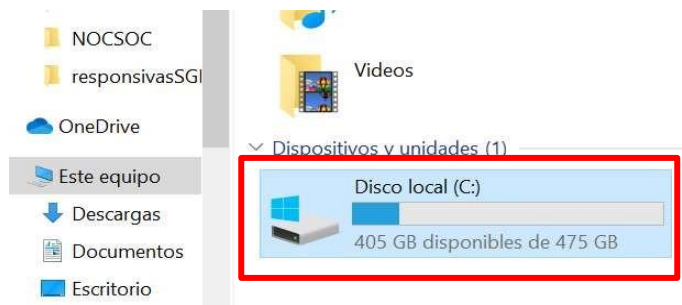 NOCSOC
responsivasSGI
OneDrive
Este equipo
Descargas
Documentos
Escritorio
Videos
Dispositivos y unidades (1)
Disco local (C:)
405 GB disponibles de 475 GB